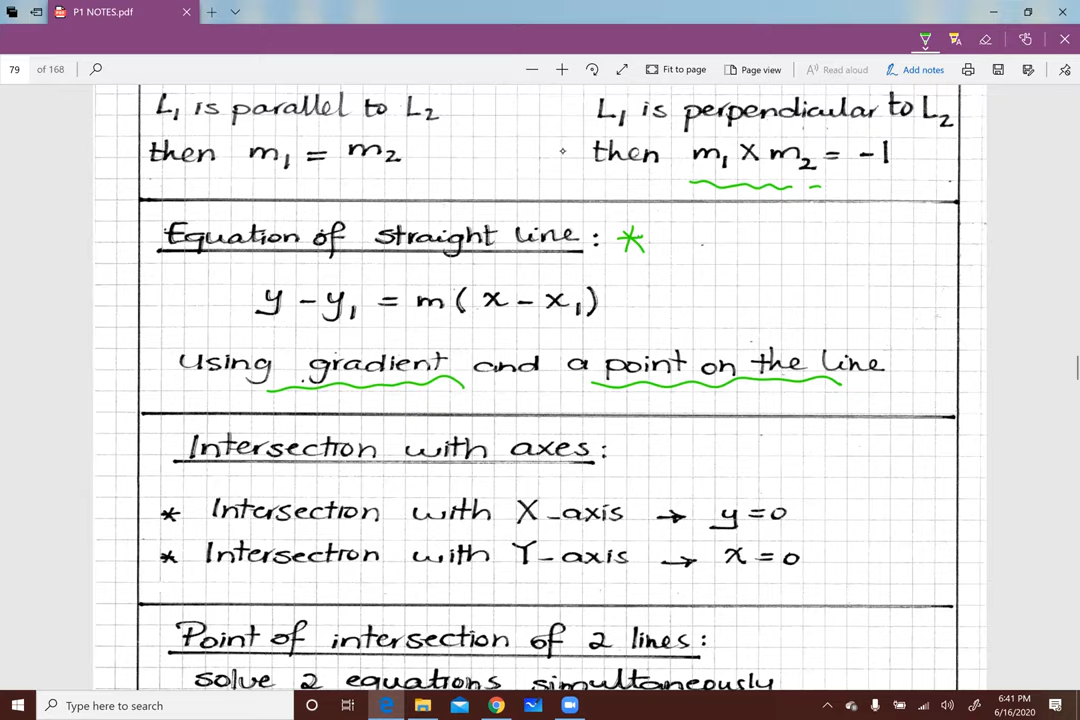 P1 NOTES.pdf
79 of 168
Fit to page
Page view
Read aloud
Add notes
L1 is parallel to L2
then m1 = m2
L1 is perpendicular to L2
then m1 × m2 = -1
Equation of straight line : *
y - y1 = m ( x - x1 )
Using gradient and a point on the line
Intersection with axes :
* Intersection with X-axis → y = 0
* Intersection with Y-axis → x = 0
Point of intersection of 2 lines :
solve 2 equations simultaneously
Type here to search
6:41 PM
6/16/2020